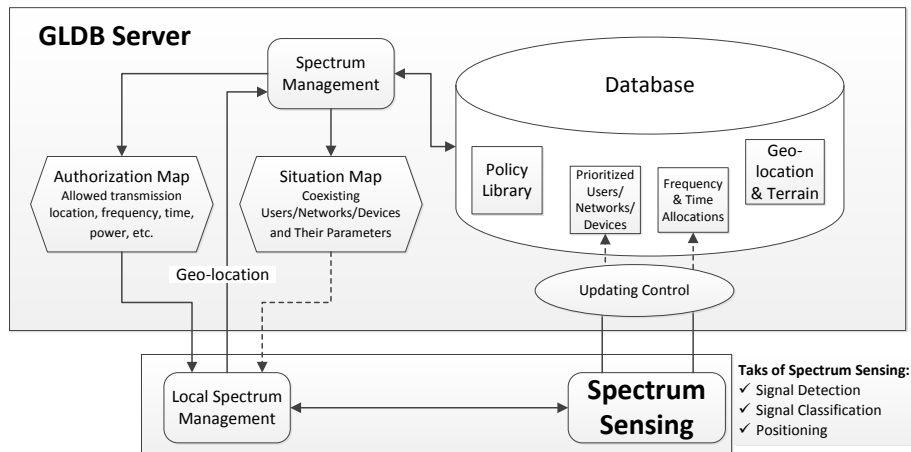 GLDB Server
Spectrum
Management
Database
Authorization Map
Allowed transmission
location, frequency, time,
power, etc.
Situation Map
Coexisting
Users/Networks/Devices
and Their Parameters
Policy
Library
Prioritized
Users/
Networks/
Devices
Frequency
& Time
Allocations
Geo-
location
& Terrain
Geo-location
Updating Control
Local Spectrum
Management
Spectrum
Sensing
Taks of Spectrum Sensing:
✓ Signal Detection
✓ Signal Classification
✓ Positioning